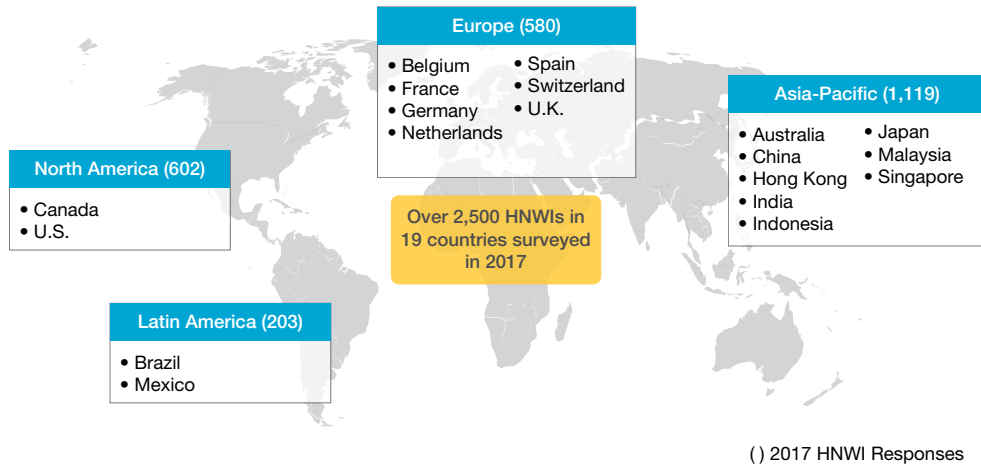 Europe (580)
• Belgium
• France
• Germany
• Netherlands
• Spain
• Switzerland
• U.K.
Asia-Pacific (1,119)
• Australia
• China
• Hong Kong
• India
• Indonesia
• Japan
• Malaysia
• Singapore
North America (602)
• Canada
• U.S.
Over 2,500 HNWIs in
19 countries surveyed
in 2017
Latin America (203)
• Brazil
• Mexico
( ) 2017 HNWI Responses